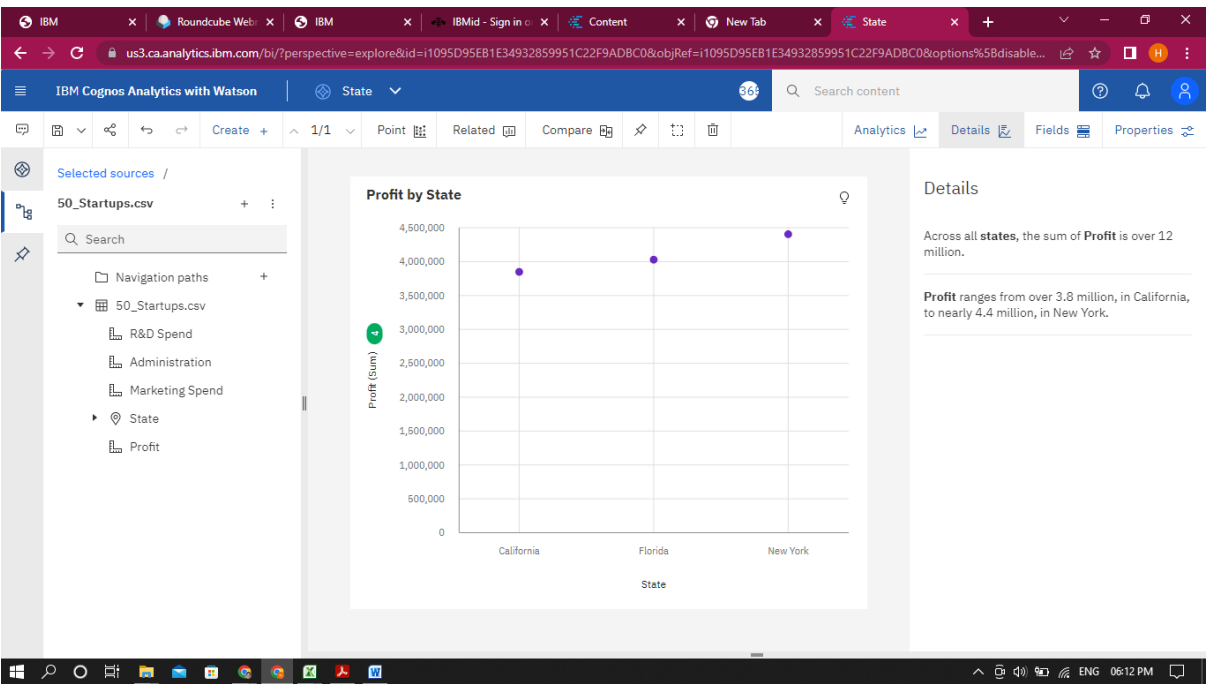 IBM
Roundcube Webr
IBM
IBMid - Sign in o
Content
New Tab
State
us3.ca.analytics.ibm.com/bi/?perspective=explore&id=i1095D95EB1E34932859951C22F9ADBC0&objRef=i1095D95EB1E34932859951C22F9ADBC0&options%5Bdisable...
H
IBM Cognos Analytics with Watson
State
Search content
Create +
1/1
Point
Related
Compare
Analytics
Details
Fields
Properties
Selected sources /
50_Startups.csv
Search
Navigation paths
50_Startups.csv
R&D Spend
Administration
Marketing Spend
State
Profit
Profit by State
4,500,000
4,000,000
3,500,000
3,000,000
2,500,000
2,000,000
1,500,000
1,000,000
500,000
0
4
Profit (Sum)
California
Florida
New York
State
Details
Across all states, the sum of Profit is over 12
million.
Profit ranges from over 3.8 million, in California,
to nearly 4.4 million, in New York.
ENG
06:12 PM